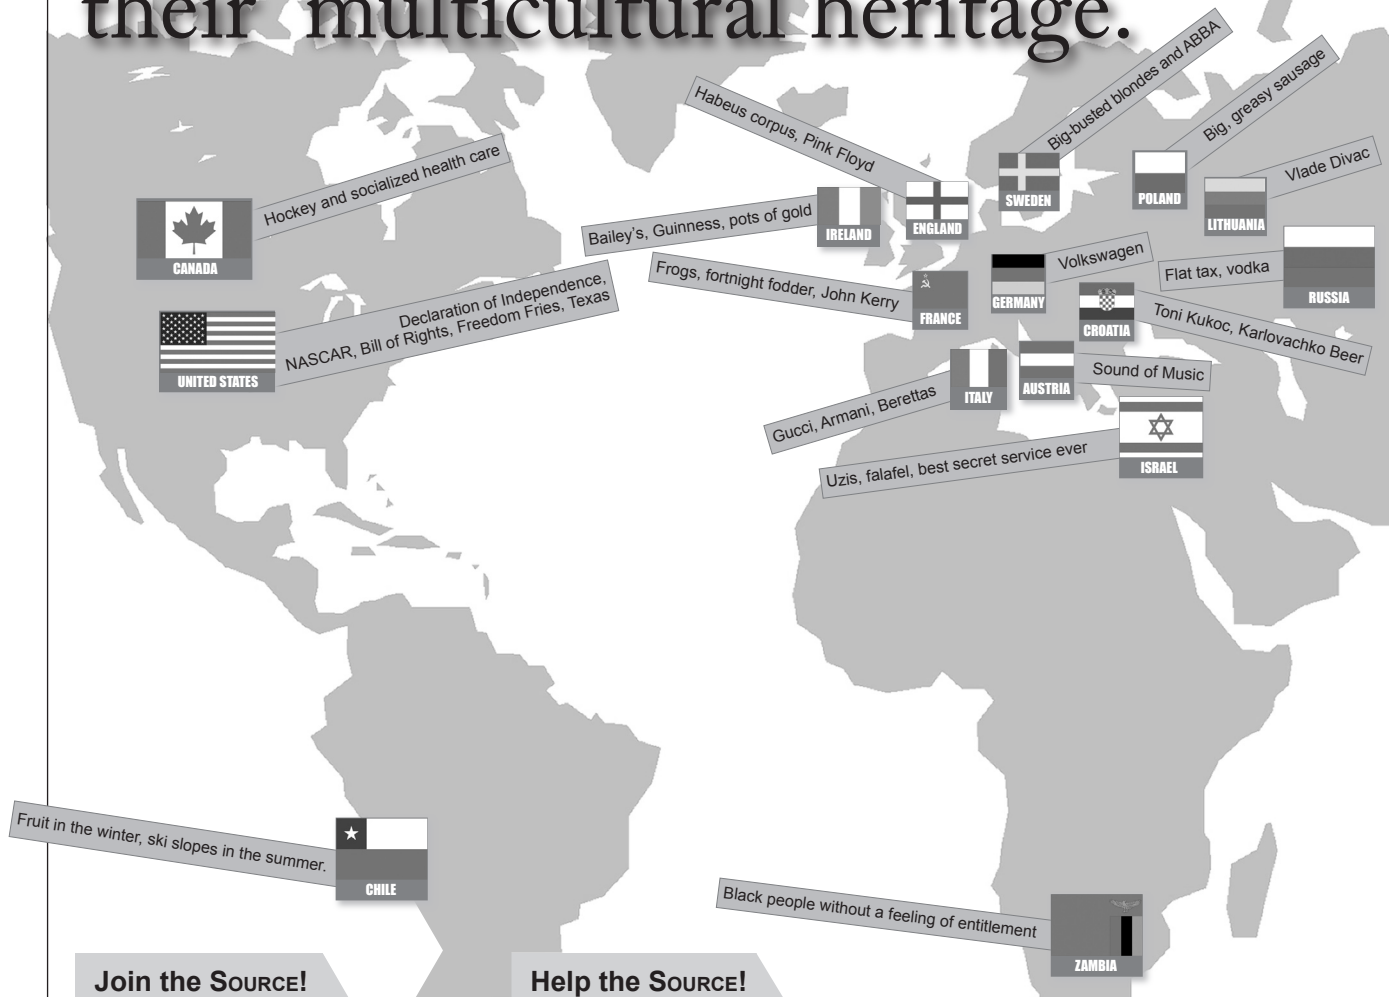 their multicultural heritage.
Big-busted blondes and ABBA
SWEDEN
Big, greasy sausage
POLAND
Habeus corpus, Pink Floyd
ENGLAND
Vlade Divac
LITHUANIA
Hockey and socialized health care
CANADA
Bailey's, Guinness, pots of gold
IRELAND
Volkswagen
GERMANY
Flat tax, vodka
RUSSIA
Frogs, fortnight fodder, John Kerry
FRANCE
Declaration of Independence,
NASCAR, Bill of Rights, Freedom Fries, Texas
UNITED STATES
Toni Kukoc, Karlovachko Beer
CROATIA
Sound of Music
AUSTRIA
Gucci, Armani, Berettas
ITALY
Uzis, falafel, best secret service ever
ISRAEL
Fruit in the winter, ski slopes in the summer.
CHILE
Black people without a feeling of entitlement
ZAMBIA
Join the SOURCE!
Help the SOURCE!